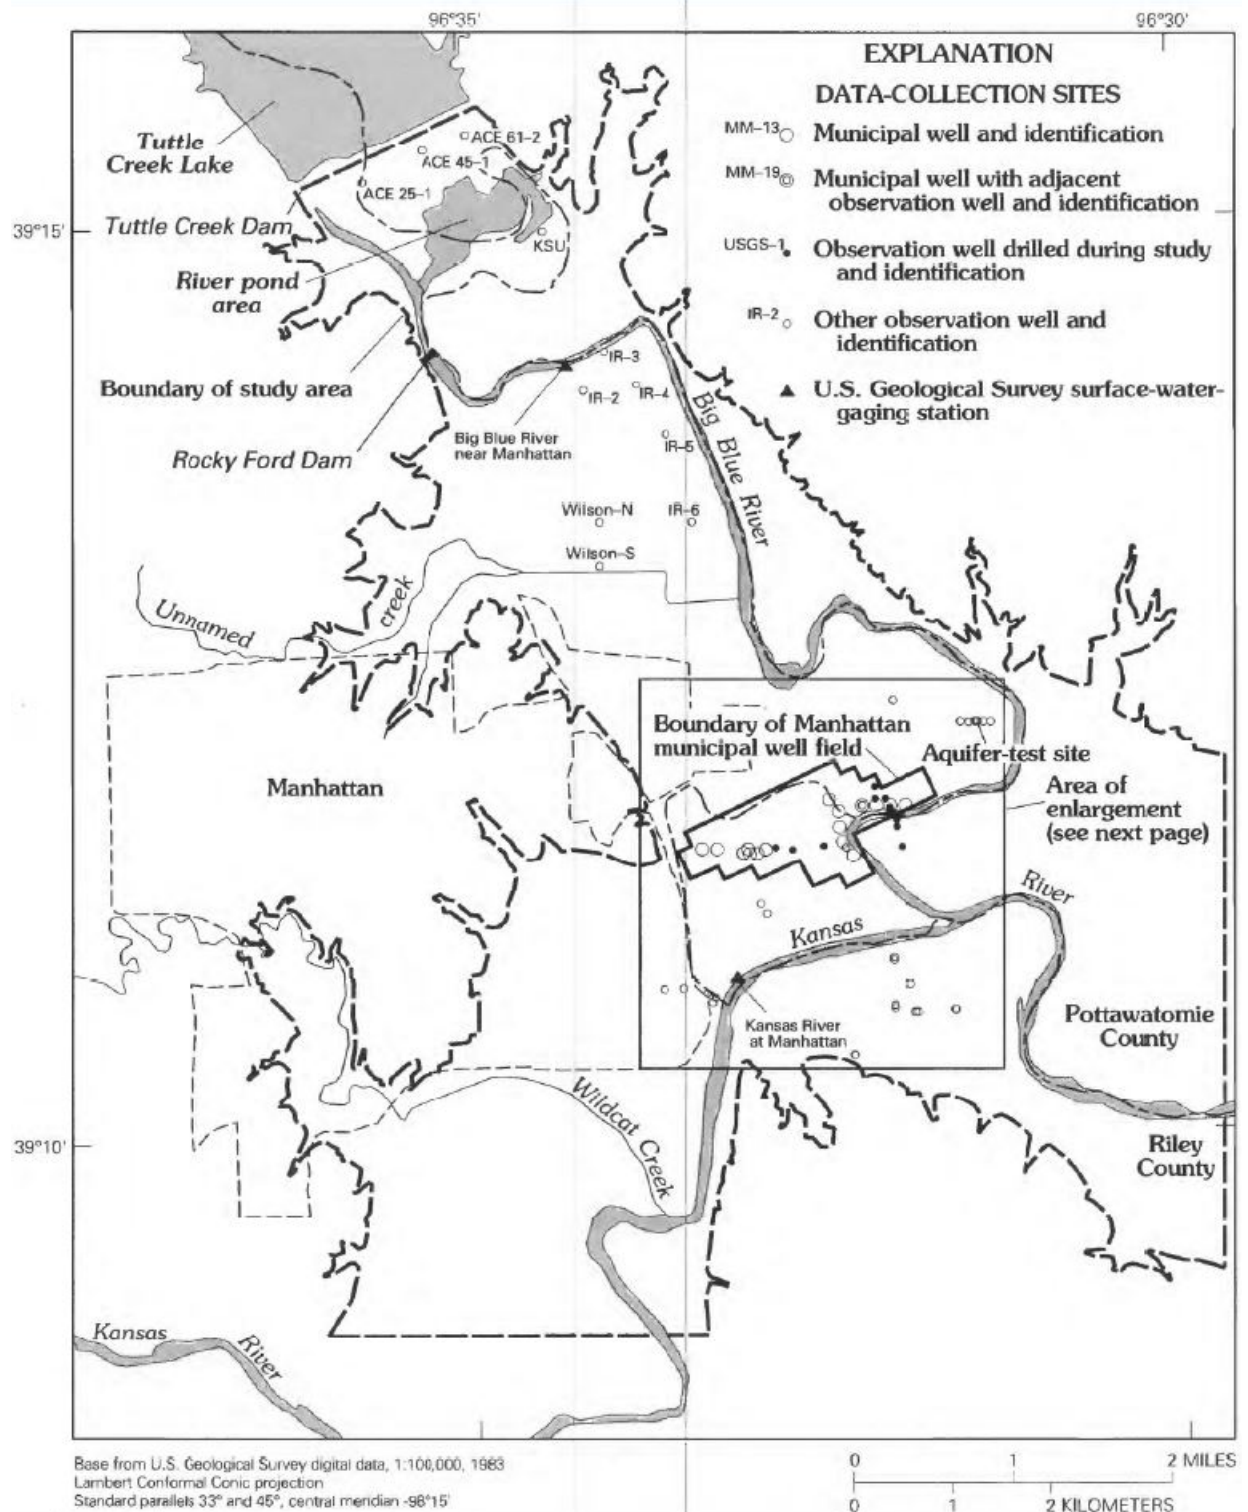 96°35'
96°30'
EXPLANATION
DATA-COLLECTION SITES
MM-13 Municipal well and identification
MM-19 Municipal well with adjacent
observation well and identification
USGS-1 Observation well drilled during study
and identification
IR-2 Other observation well and
identification
U.S. Geological Survey surface-water-
gaging station
Tuttle
Creek Lake
ACE 61-2
ACE 45-1
ACE 25-1
39°15'
Tuttle Creek Dam
KSU
River pond
area
Boundary of study area
IR-3
IR-2
IR-4
Big Blue River
IR-5
Big Blue River
near Manhattan
Rocky Ford Dam
Wilson-N
IR-6
Wilson-S
Unnamed
creek
Boundary of Manhattan
municipal well field
Aquifer-test site
Manhattan
Area of
enlargement
(see next page)
Kansas
River
Kansas River
at Manhattan
Pottawatomie
County
Wildcat Creek
39°10'
Riley
County
Kansas
River
Base from U.S. Geological Survey digital data, 1:100,000, 1983
Lambert Conformal Conic projection
Standard parallels 33° and 45°, central meridian -98°15'
0 1 2 MILES
0 1 2 KILOMETERS